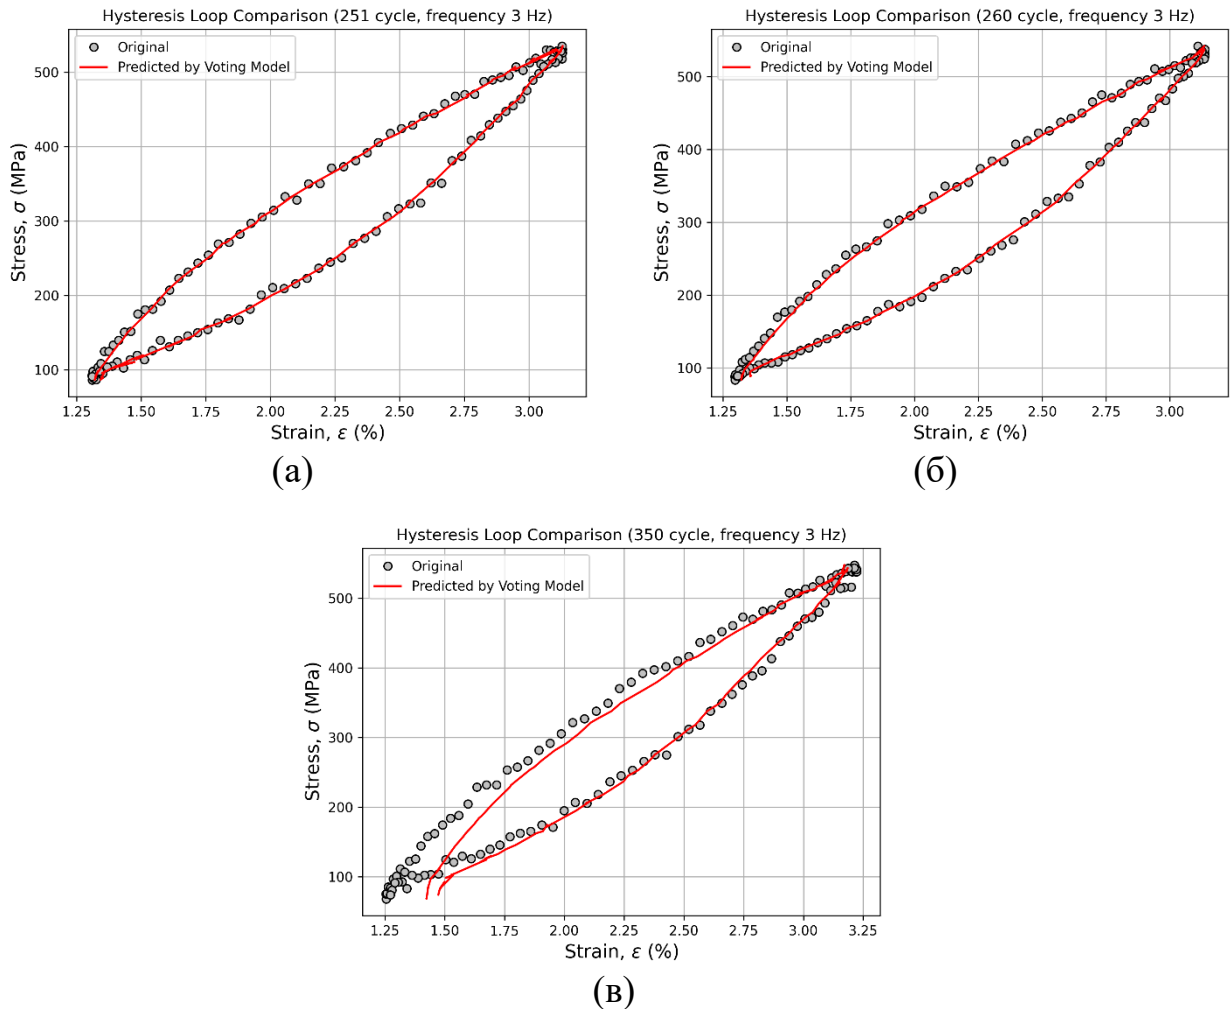 Hysteresis Loop Comparison (251 cycle, frequency 3 Hz)
Original
Predicted by Voting Model
Stress, σ (MPa)
500
400
300
200
100
1.25 1.50 1.75 2.00 2.25 2.50 2.75 3.00
Strain, ε (%)
(а)
Hysteresis Loop Comparison (260 cycle, frequency 3 Hz)
Original
Predicted by Voting Model
Stress, σ (MPa)
500
400
300
200
100
1.25 1.50 1.75 2.00 2.25 2.50 2.75 3.00
Strain, ε (%)
(б)
Hysteresis Loop Comparison (350 cycle, frequency 3 Hz)
Original
Predicted by Voting Model
Stress, σ (MPa)
500
400
300
200
100
1.25 1.50 1.75 2.00 2.25 2.50 2.75 3.00 3.25
Strain, ε (%)
(в)